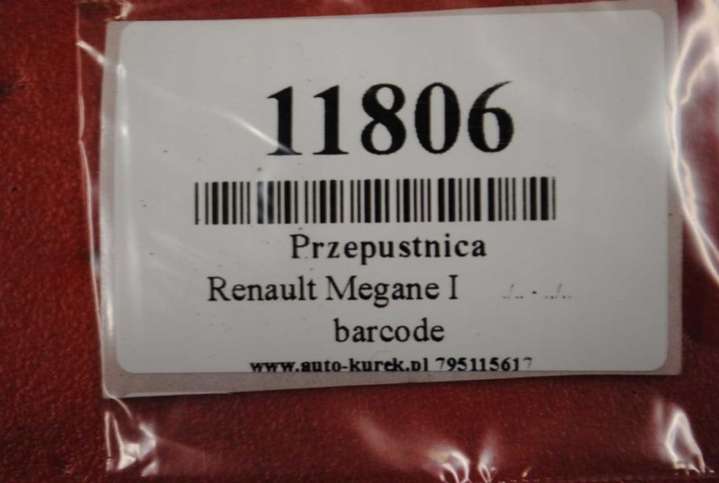 11806
Przepustnica
Renault Megane I
barcode
www.auto-kurek.pl 795115617